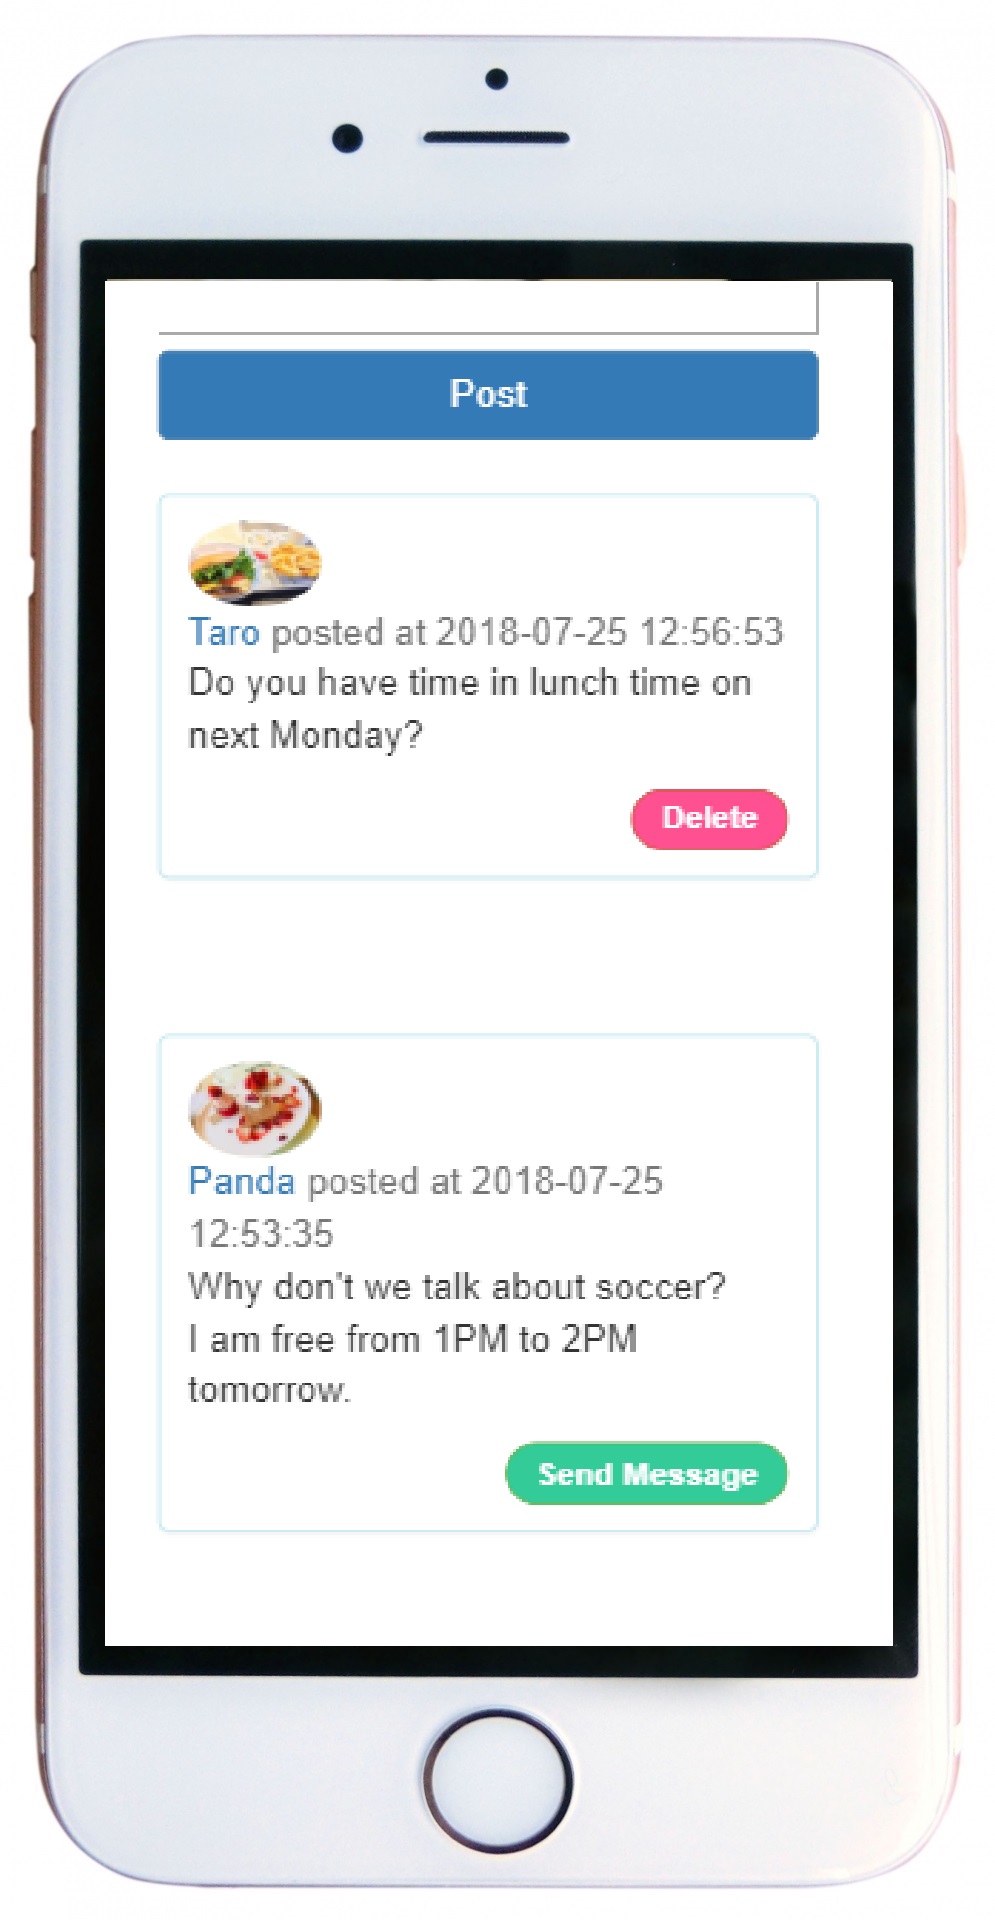 Post
Taro posted at 2018-07-25 12:56:53
Do you have time in lunch time on
next Monday?
Delete
Panda posted at 2018-07-25
12:53:35
Why don't we talk about soccer?
I am free from 1PM to 2PM
tomorrow.
Send Message